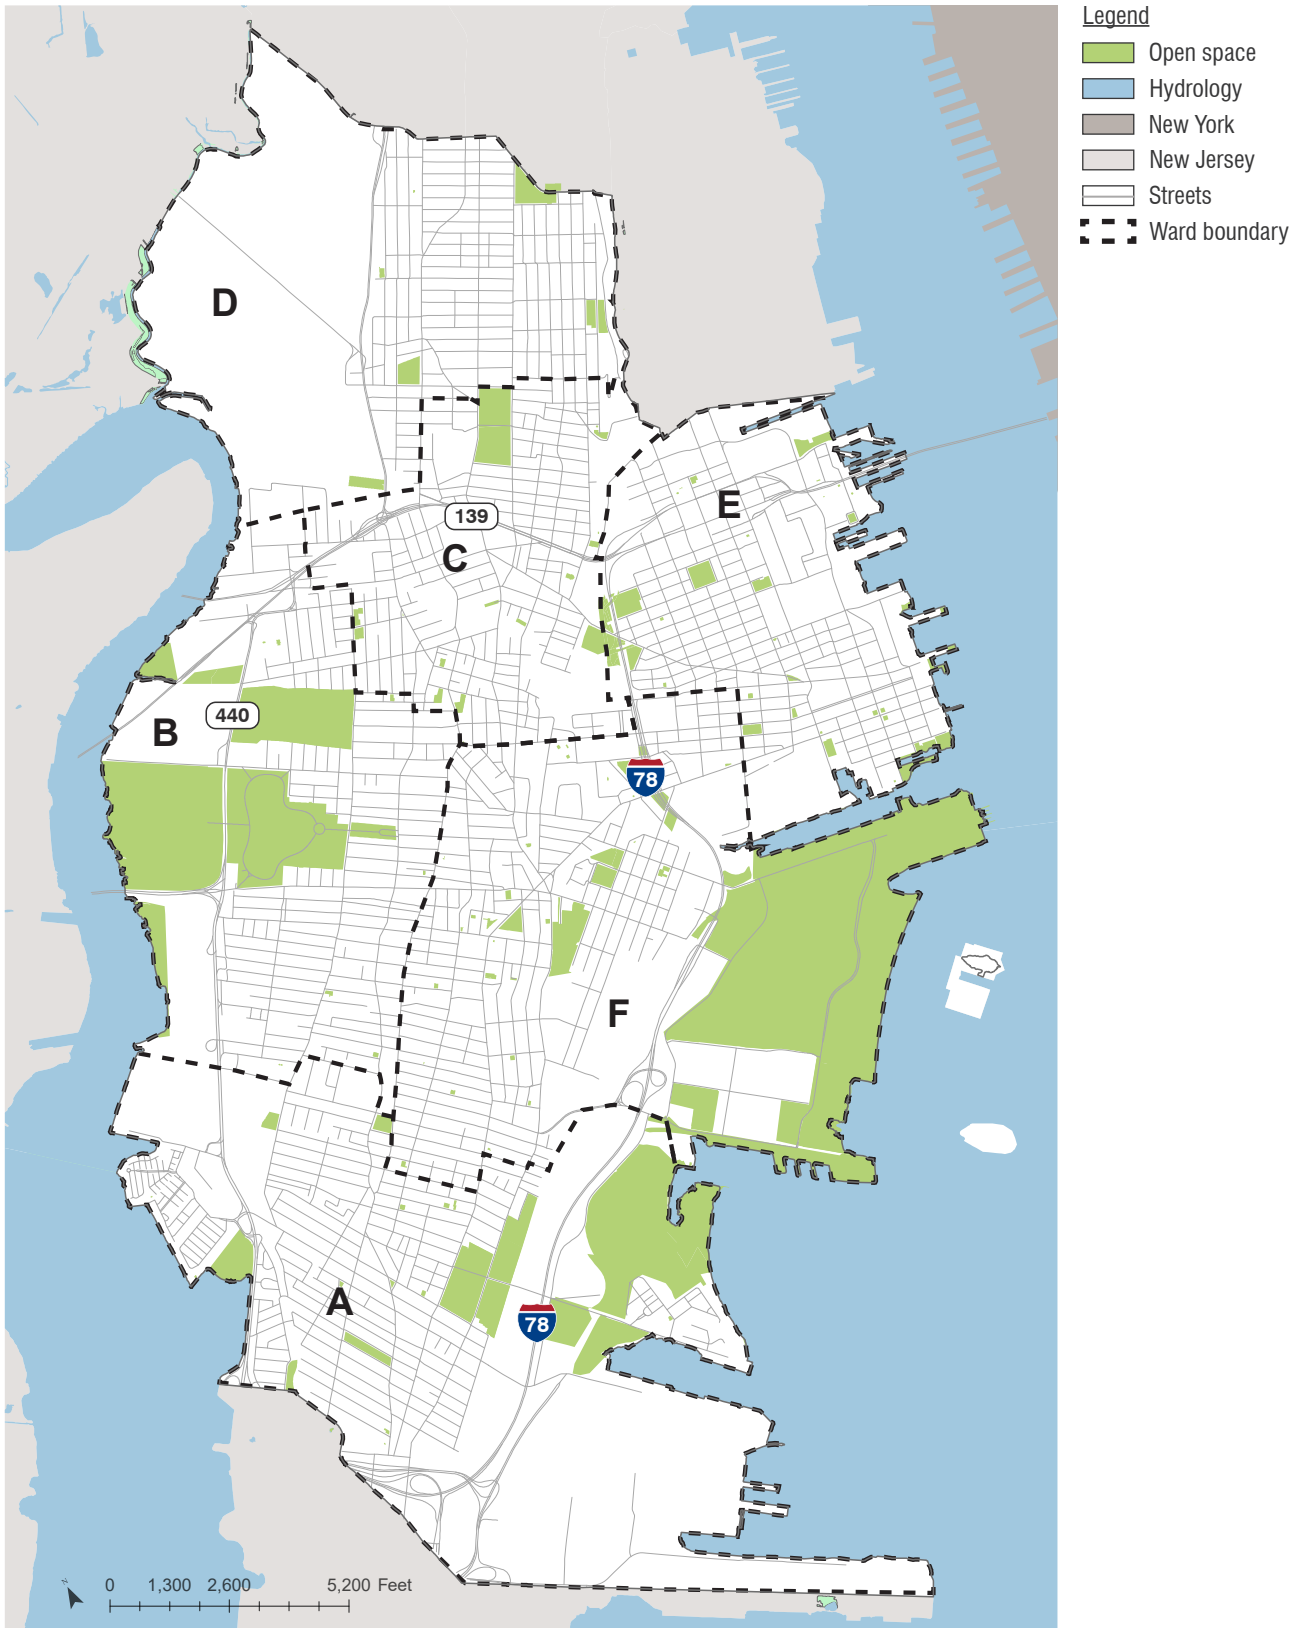 Legend
Open space
Hydrology
New York
New Jersey
Streets
Ward boundary
D
E
139
C
440
B
78
F
A
78
N
0 1,300 2,600 5,200 Feet